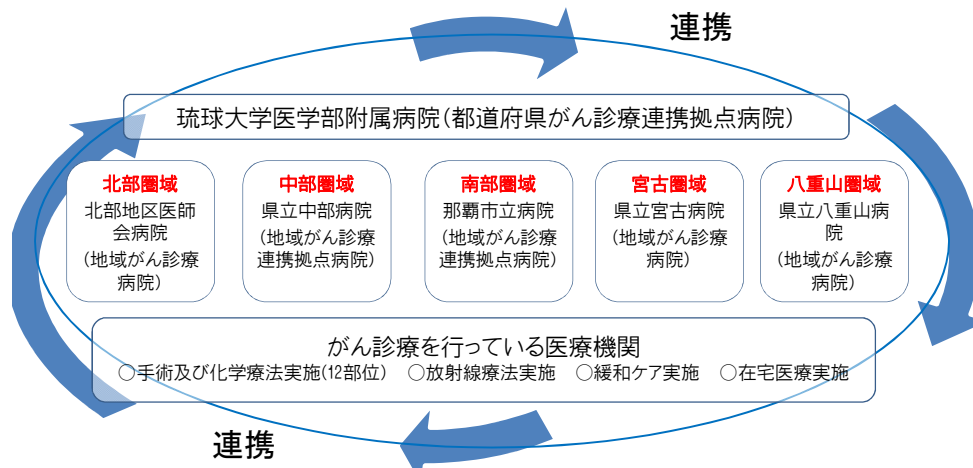 連携
琉球大学医学部附属病院(都道府県がん診療連携拠点病院)
北部圏域
北部地区医師
会病院
(地域がん診療
病院)
中部圏域
県立中部病院
(地域がん診療
連携拠点病院)
南部圏域
那覇市立病院
(地域がん診療
連携拠点病院)
宮古圏域
県立宮古病院
(地域がん診療
病院)
八重山圏域
県立八重山病
院
(地域がん診療
病院)
がん診療を行っている医療機関
○手術及び化学療法実施(12部位) ○放射線療法実施 ○緩和ケア実施 ○在宅医療実施
連携